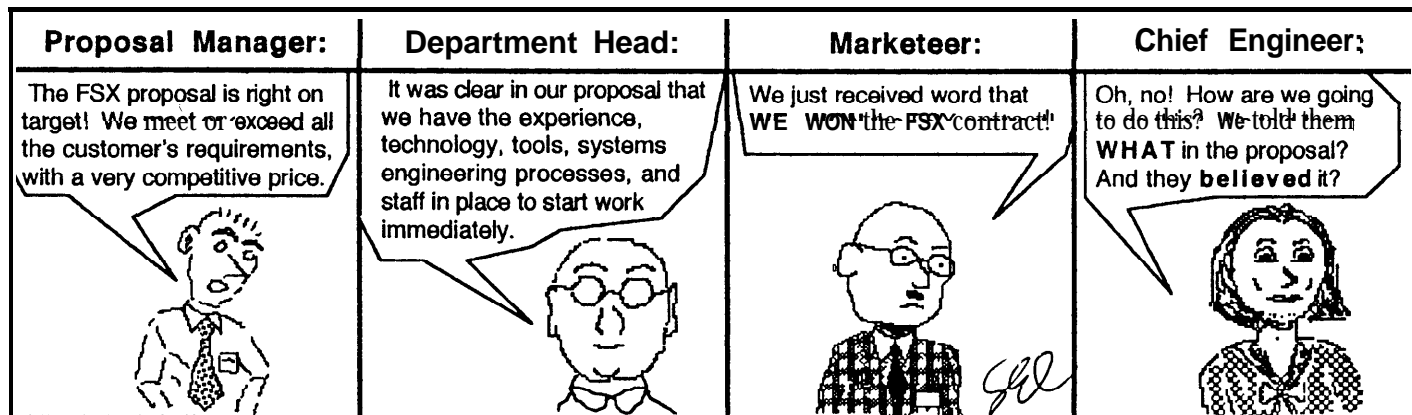 Proposal Manager:
The FSX proposal is right on
target! We meet or exceed all
the customer's requirements,
with a very competitive price.
Department Head:
It was clear in our proposal that
we have the experience,
technology, tools, systems
engineering processes, and
staff in place to start work
immediately.
Marketeer:
We just received word that
WE WON the FSX contract!
Chief Engineer:
Oh, no! How are we going
to do this? We told them
WHAT in the proposal?
And they believed it?